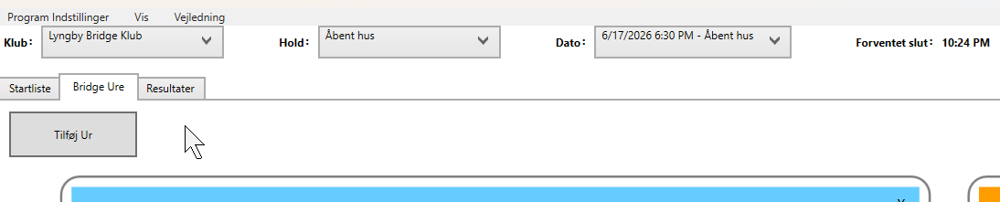 Program Indstillinger Vis Vejledning
Klub: Lyngby Bridge Klub Hold: Åbent hus Dato: 6/17/2026 6:30 PM - Åbent hus Forventet slut: 10:24 PM
Startliste Bridge Ure Resultater
Tilføj Ur